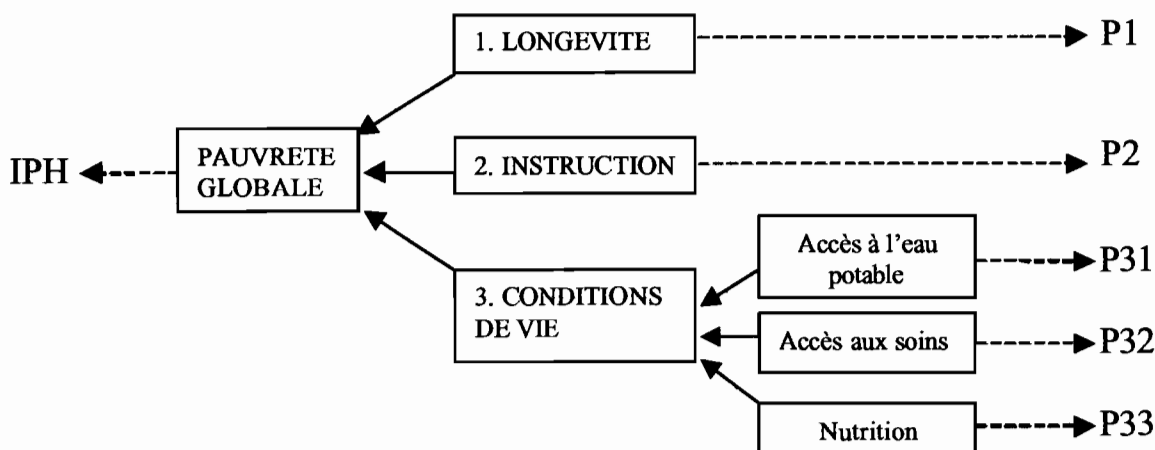 1. LONGEVITE
P1
IPH
PAUVRETE
GLOBALE
2. INSTRUCTION
P2
3. CONDITIONS
DE VIE
Accès à l'eau
potable
P31
Accès aux soins
P32
Nutrition
P33